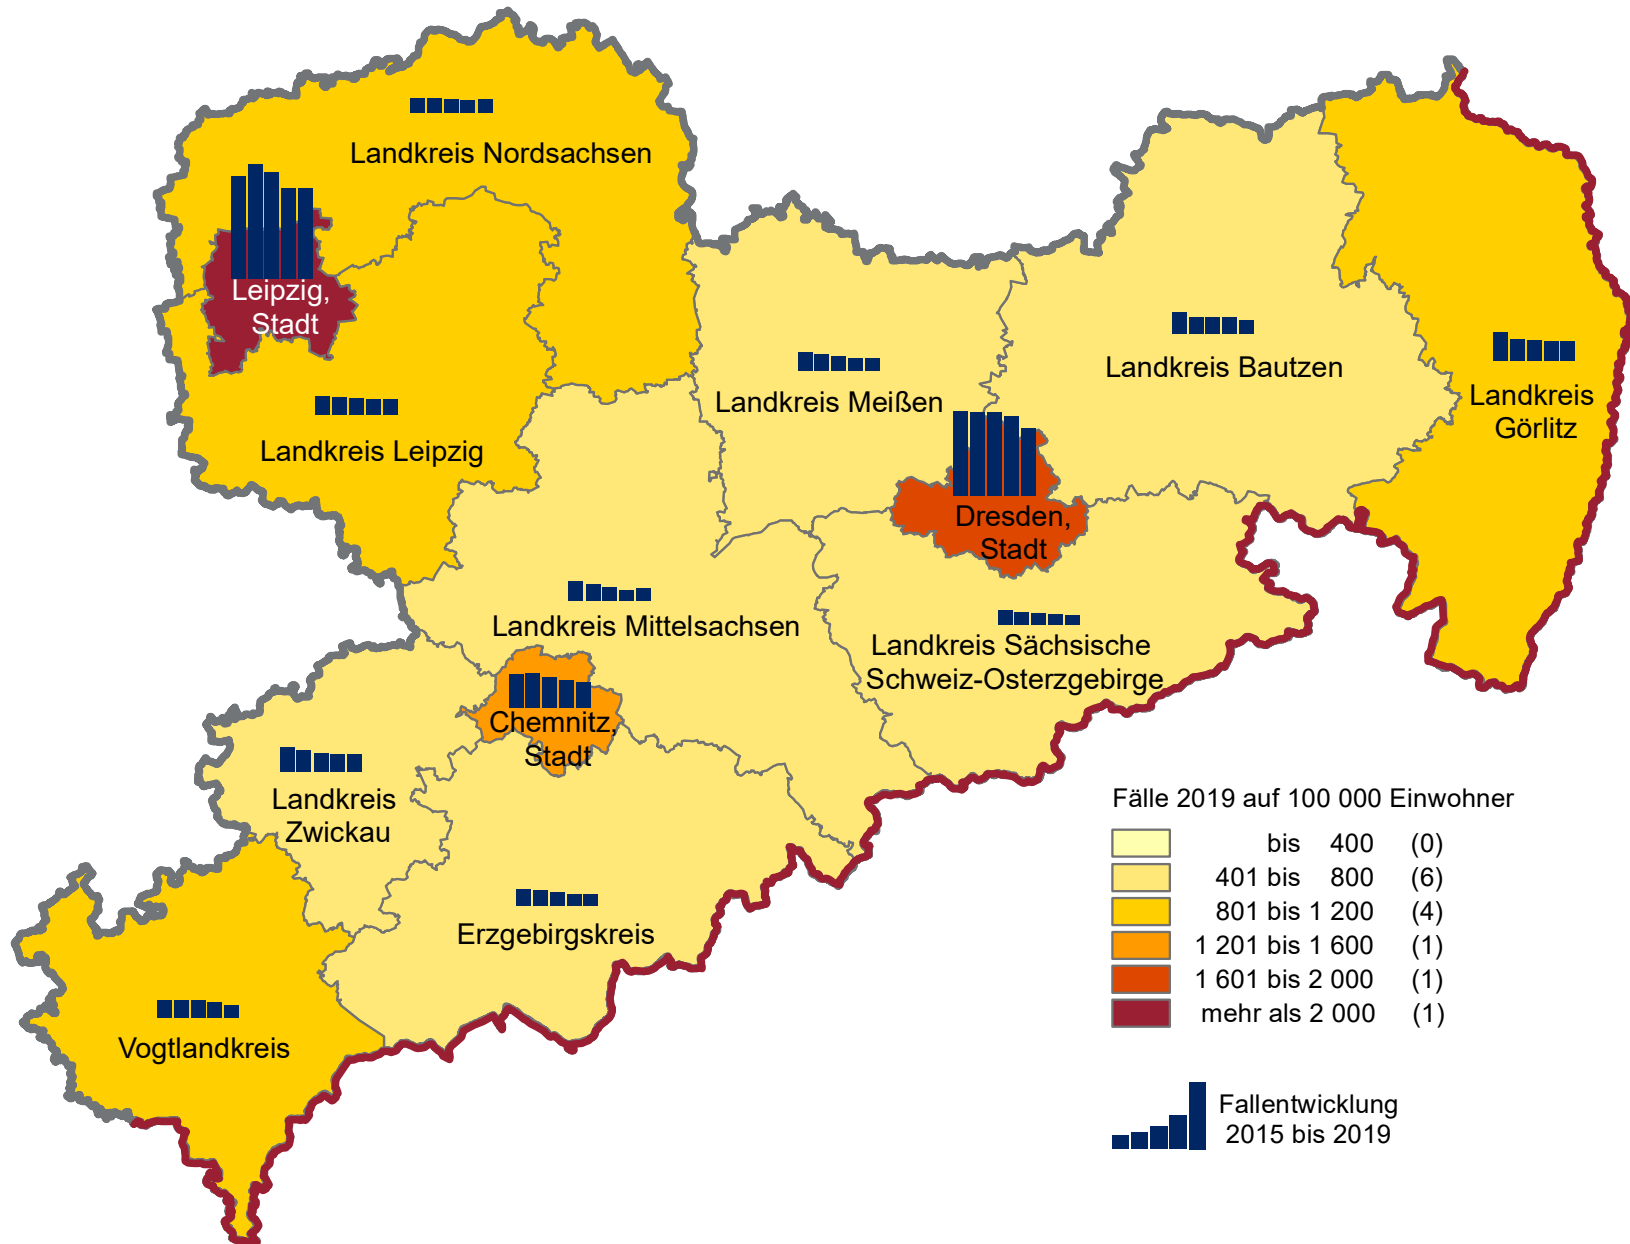 Landkreis Nordsachsen
Leipzig,
Stadt
Landkreis Leipzig
Landkreis Meißen
Landkreis Bautzen
Landkreis
Görlitz
Dresden,
Stadt
Landkreis Mittelsachsen
Landkreis Sächsische
Schweiz-Osterzgebirge
Chemnitz,
Stadt
Landkreis
Zwickau
Erzgebirgskreis
Vogtlandkreis
Fälle 2019 auf 100 000 Einwohner
bis 400 (0)
401 bis 800 (6)
801 bis 1 200 (4)
1 201 bis 1 600 (1)
1 601 bis 2 000 (1)
mehr als 2 000 (1)
Fallentwicklung
2015 bis 2019